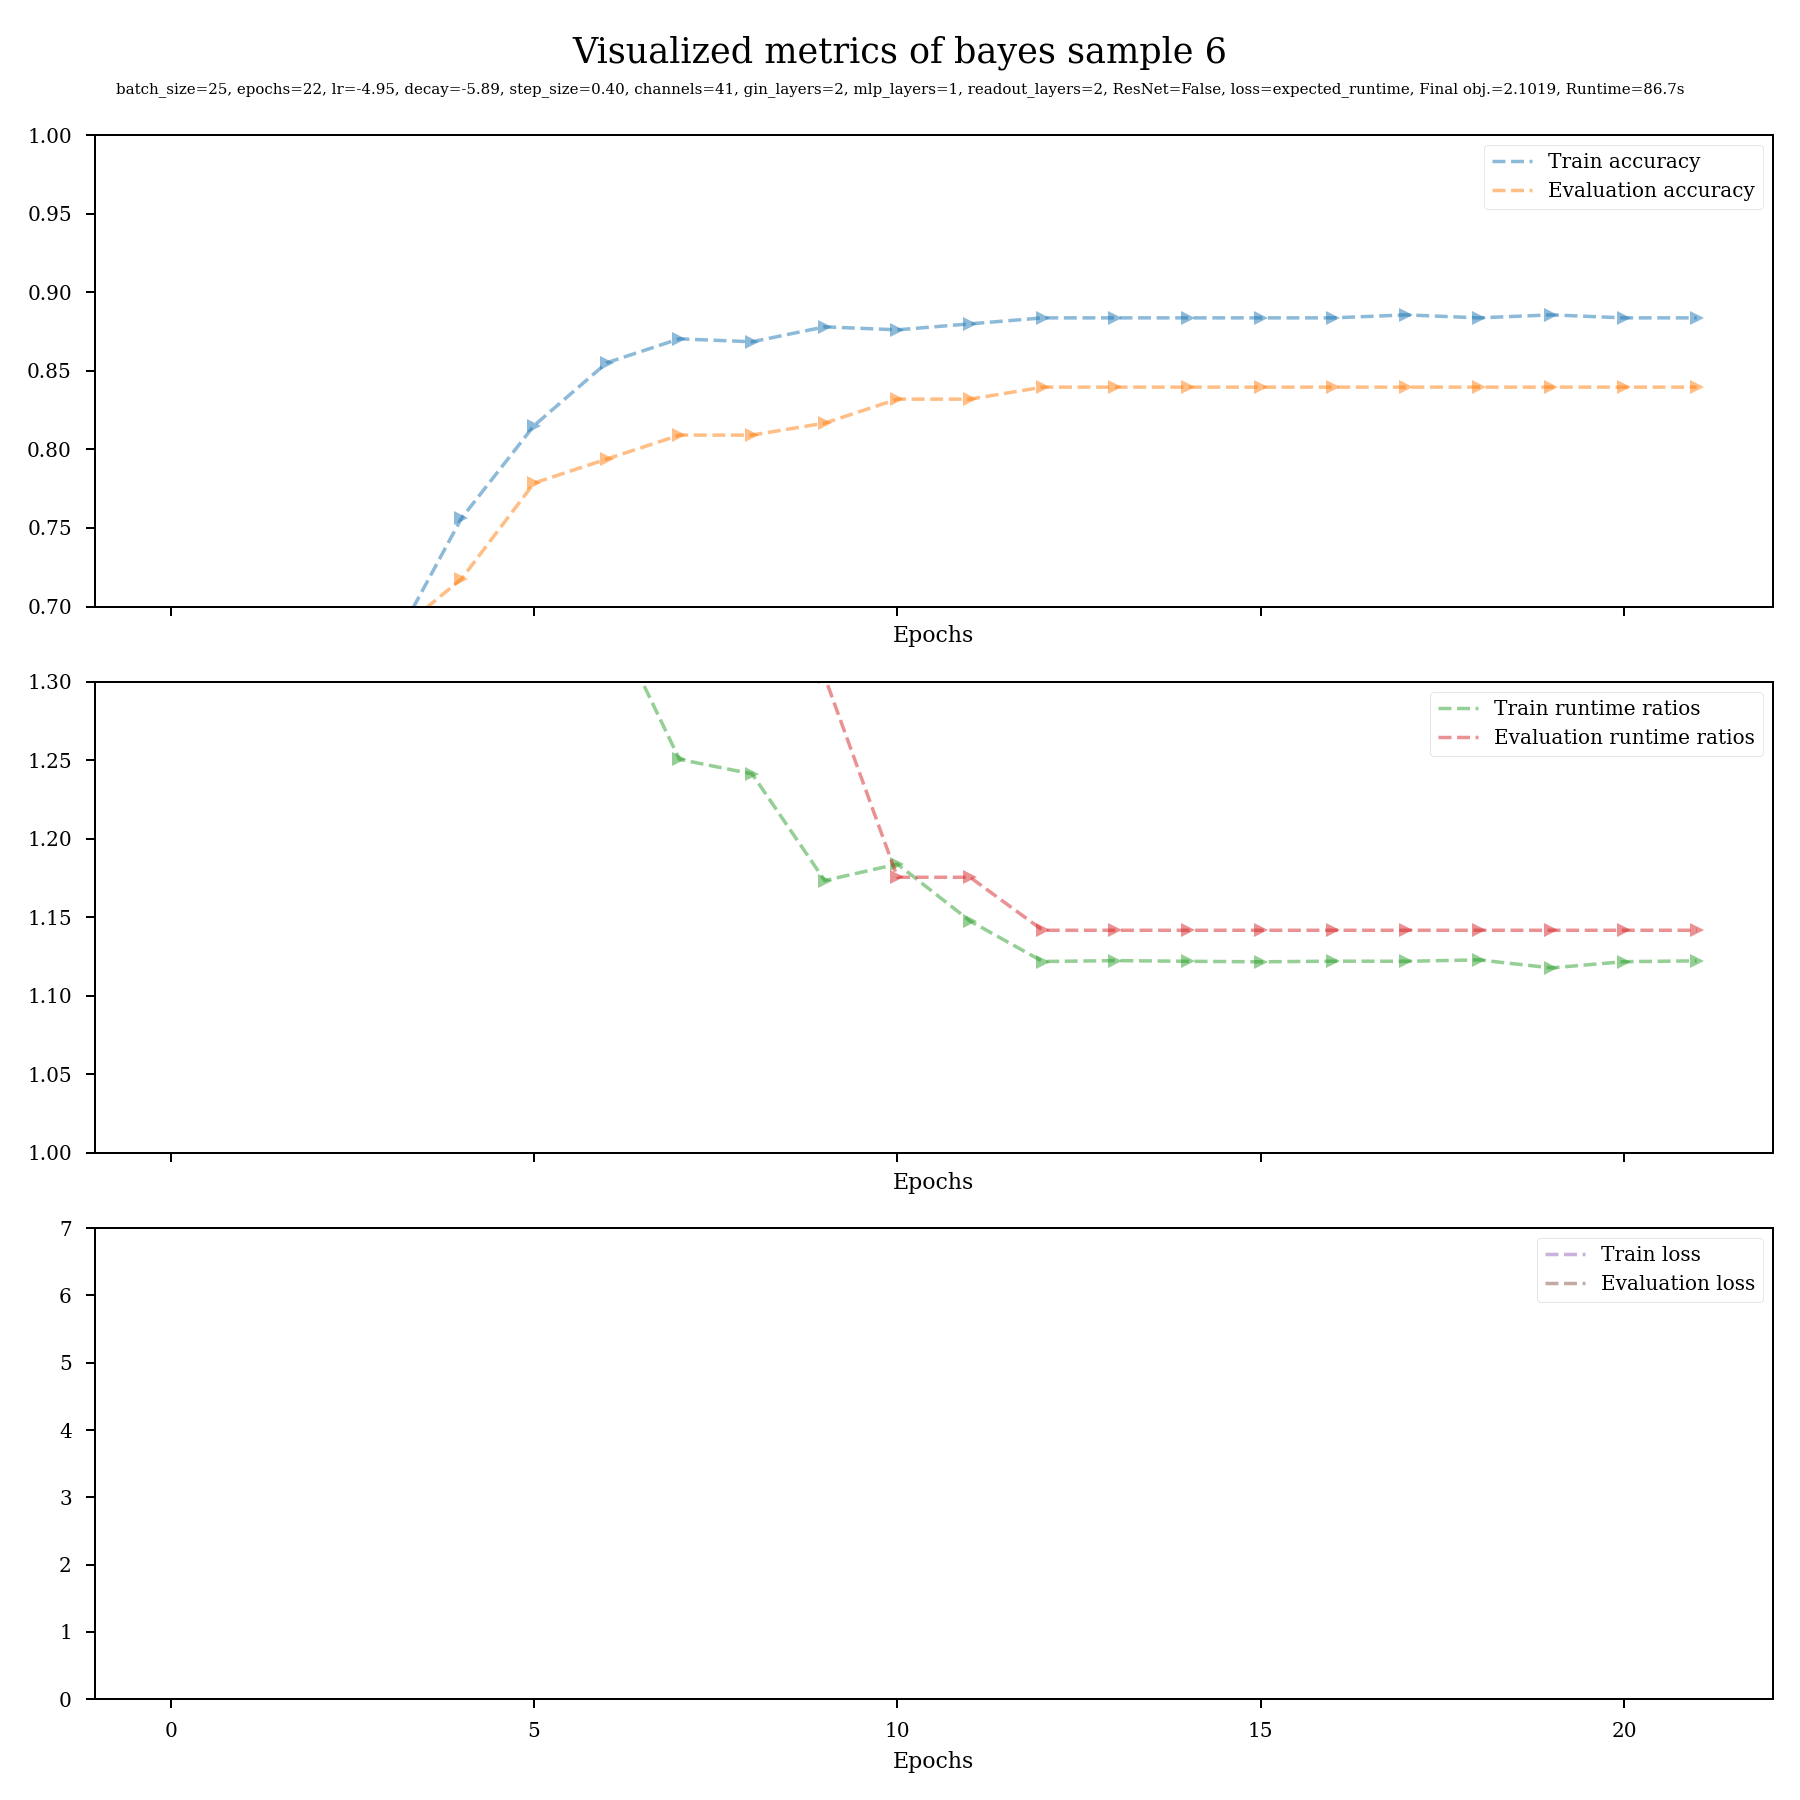 Visualized metrics of bayes sample 6
batch_size=25, epochs=22, lr=-4.95, decay=-5.89, step_size=0.40, channels=41, gin_layers=2, mlp_layers=1, readout_layers=2, ResNet=False, loss=expected_runtime, Final obj.=2.1019, Runtime=86.7s
1.00
0.95
0.90
0.85
0.80
0.75
0.70
Train accuracy
Evaluation accuracy
Epochs
1.30
1.25
1.20
1.15
1.10
1.05
1.00
Train runtime ratios
Evaluation runtime ratios
Epochs
7
6
5
4
3
2
1
0
Train loss
Evaluation loss
0 5 10 15 20
Epochs